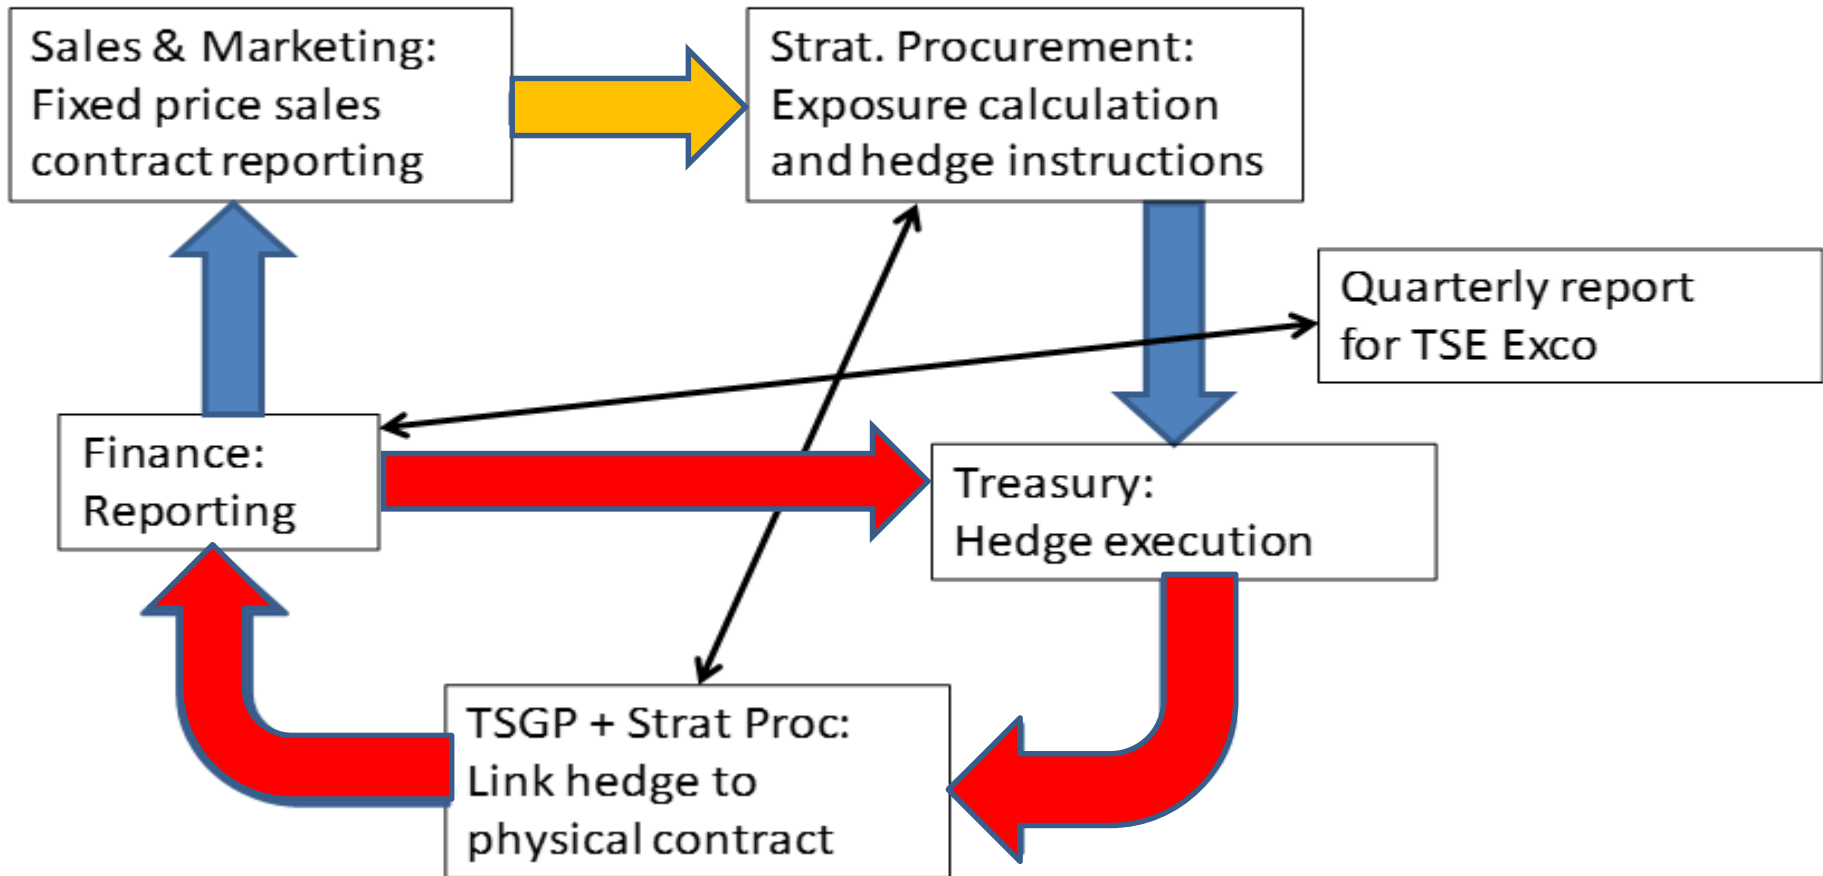 Sales & Marketing:
Fixed price sales
contract reporting
Strat. Procurement:
Exposure calculation
and hedge instructions
Quarterly report
for TSE Exco
Finance:
Reporting
Treasury:
Hedge execution
TSGP + Strat Proc:
Link hedge to
physical contract